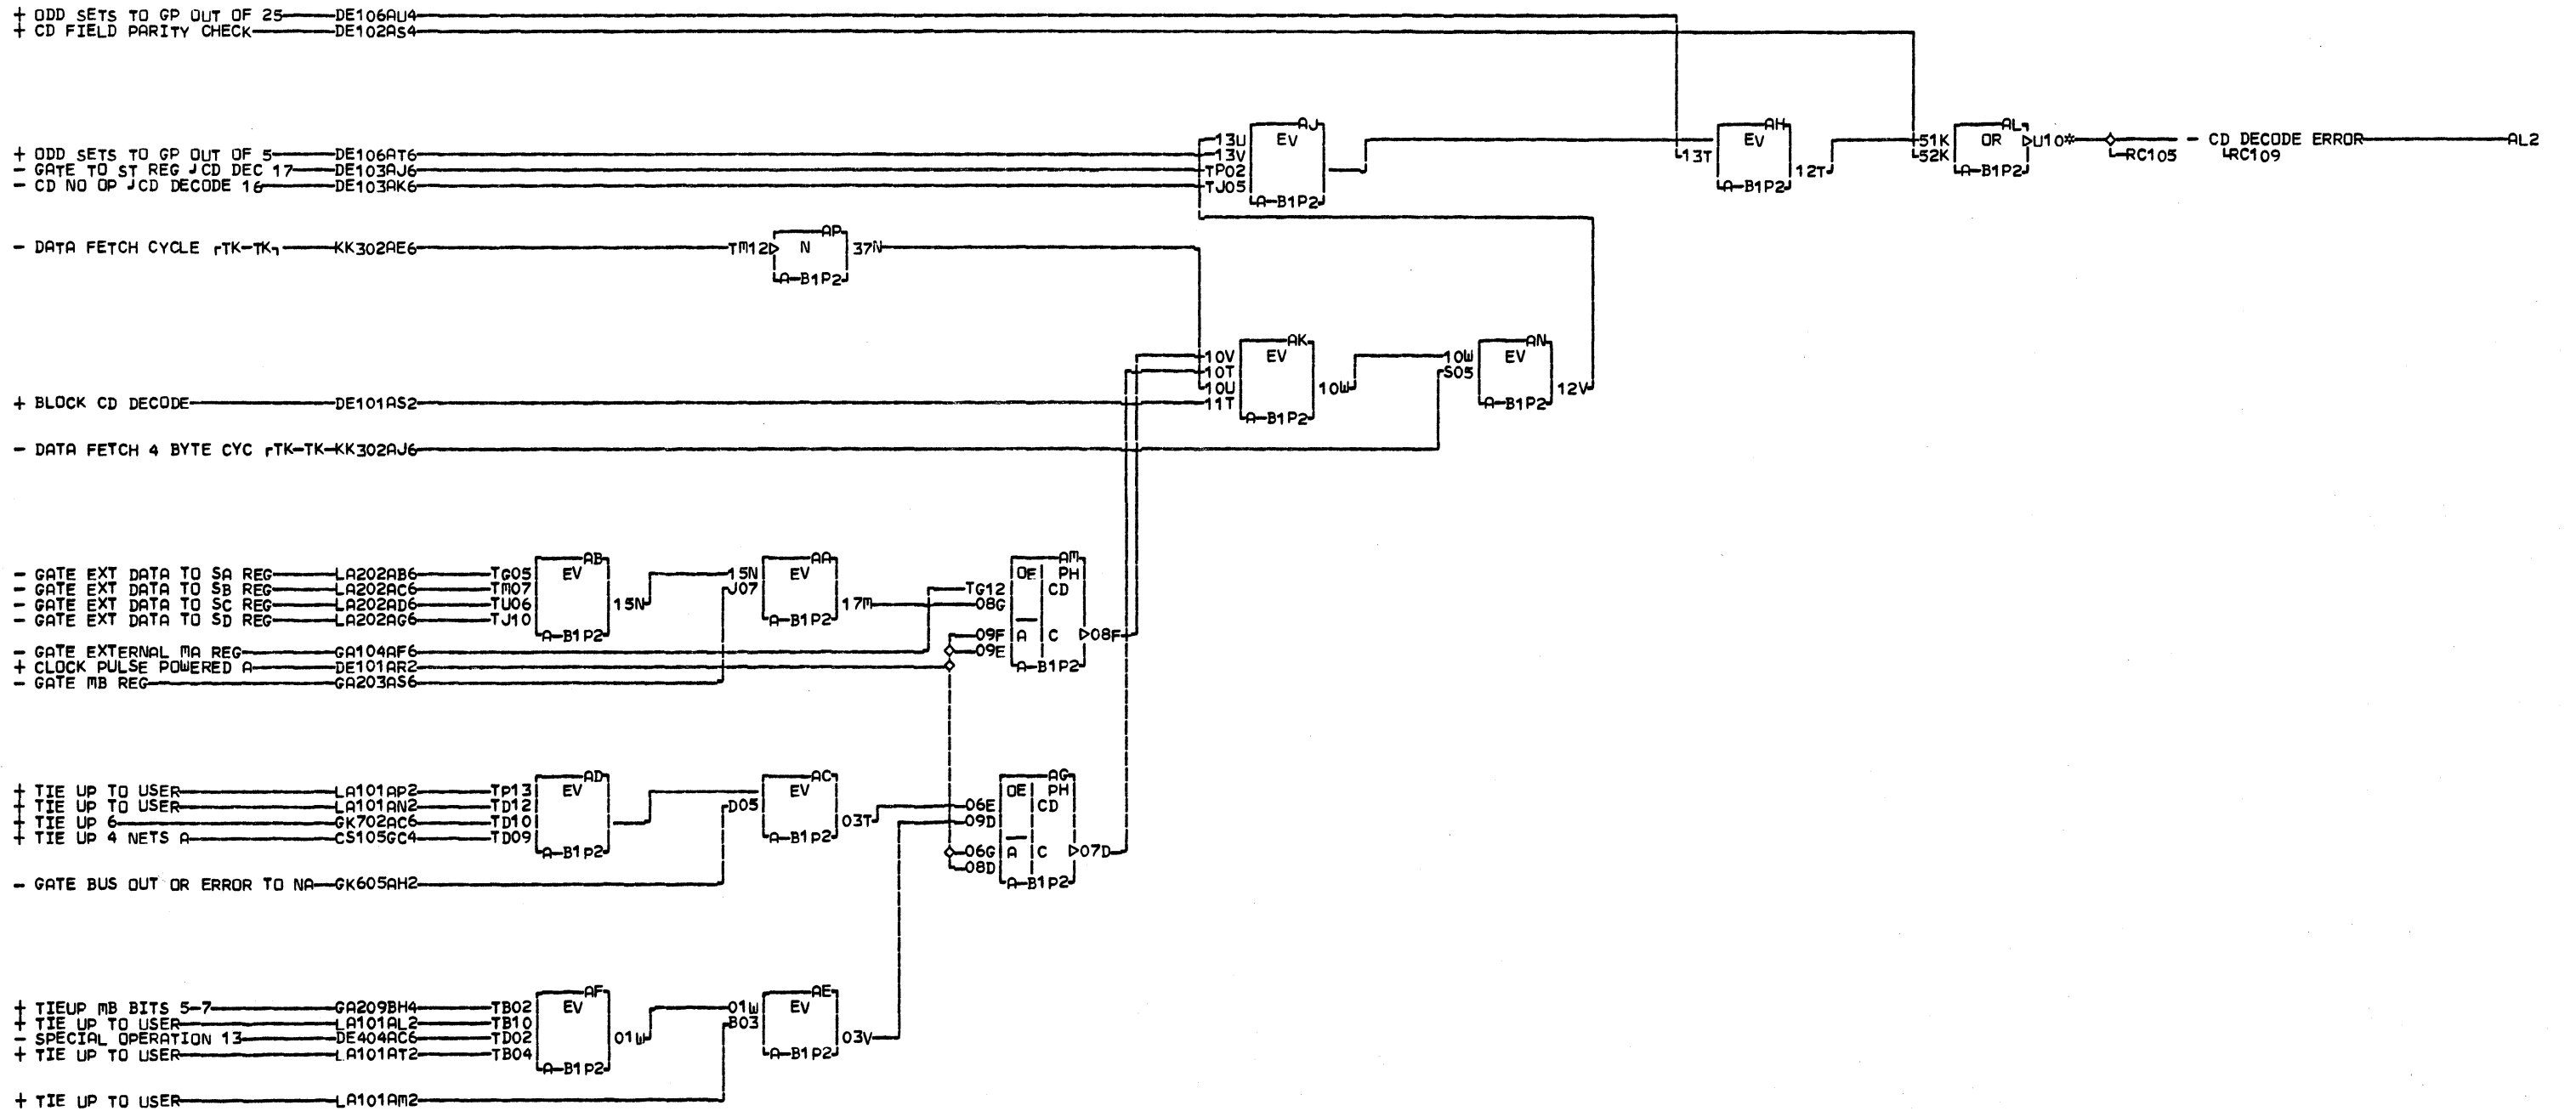 + ODD SETS TO GP OUT OF 25 DE106AU4
+ CD FIELD PARITY CHECK DE102AS4
AJ
EV
13U
13V
TP02
TJ05
A-B1P2
AH
EV
13T
12T
A-B1P2
AL
OR
51K
52K
U10*
A-B1P2
RC105
- CD DECODE ERROR AL2
RC109
+ ODD SETS TO GP OUT OF 5 DE106AT6
- GATE TO ST REG CD DEC 17 DE103AJ6
- CD NO OP CD DECODE 16 DE103AK6
- DATA FETCH CYCLE TK-TK KK302AE6 TM12
AP
N
37N
A-B1P2
AK
EV
10V
10T
10U
11T
10W
A-B1P2
AN
EV
10W
S05
12V
A-B1P2
+ BLOCK CD DECODE DE101AS2
- DATA FETCH 4 BYTE CYC TK-TK-KK302AJ6
- GATE EXT DATA TO SA REG LA202AB6 TG05
- GATE EXT DATA TO SB REG LA202AC6 TM07
- GATE EXT DATA TO SC REG LA202AD6 TU06
- GATE EXT DATA TO SD REG LA202AG6 TJ10
AB
EV
15N
A-B1P2
AA
EV
15N
J07
17M
A-B1P2
AM
OE PH
CD
TG12
08G
09F
09E
A C
08F
A-B1P2
- GATE EXTERNAL MA REG GA104AF6
+ CLOCK PULSE POWERED A DE101AR2
- GATE MB REG GA203AS6
+ TIE UP TO USER LA101AP2 TP13
+ TIE UP TO USER LA101AN2 TD12
+ TIE UP 6 GK702AC6 TD10
+ TIE UP 4 NETS A CS105GC4 TD09
AD
EV
A-B1P2
AC
EV
D05
03T
A-B1P2
AG
OE PH
CD
06E
09D
06G
08D
A C
07D
A-B1P2
- GATE BUS OUT OR ERROR TO NA GK605AH2
+ TIEUP MB BITS 5-7 GA209BH4 TB02
+ TIE UP TO USER LA101AL2 TB10
- SPECIAL OPERATION 13 DE404AC6 TD02
+ TIE UP TO USER LA101AT2 TB04
AF
EV
01W
A-B1P2
AE
EV
01W
B03
03V
A-B1P2
+ TIE UP TO USER LA101AM2